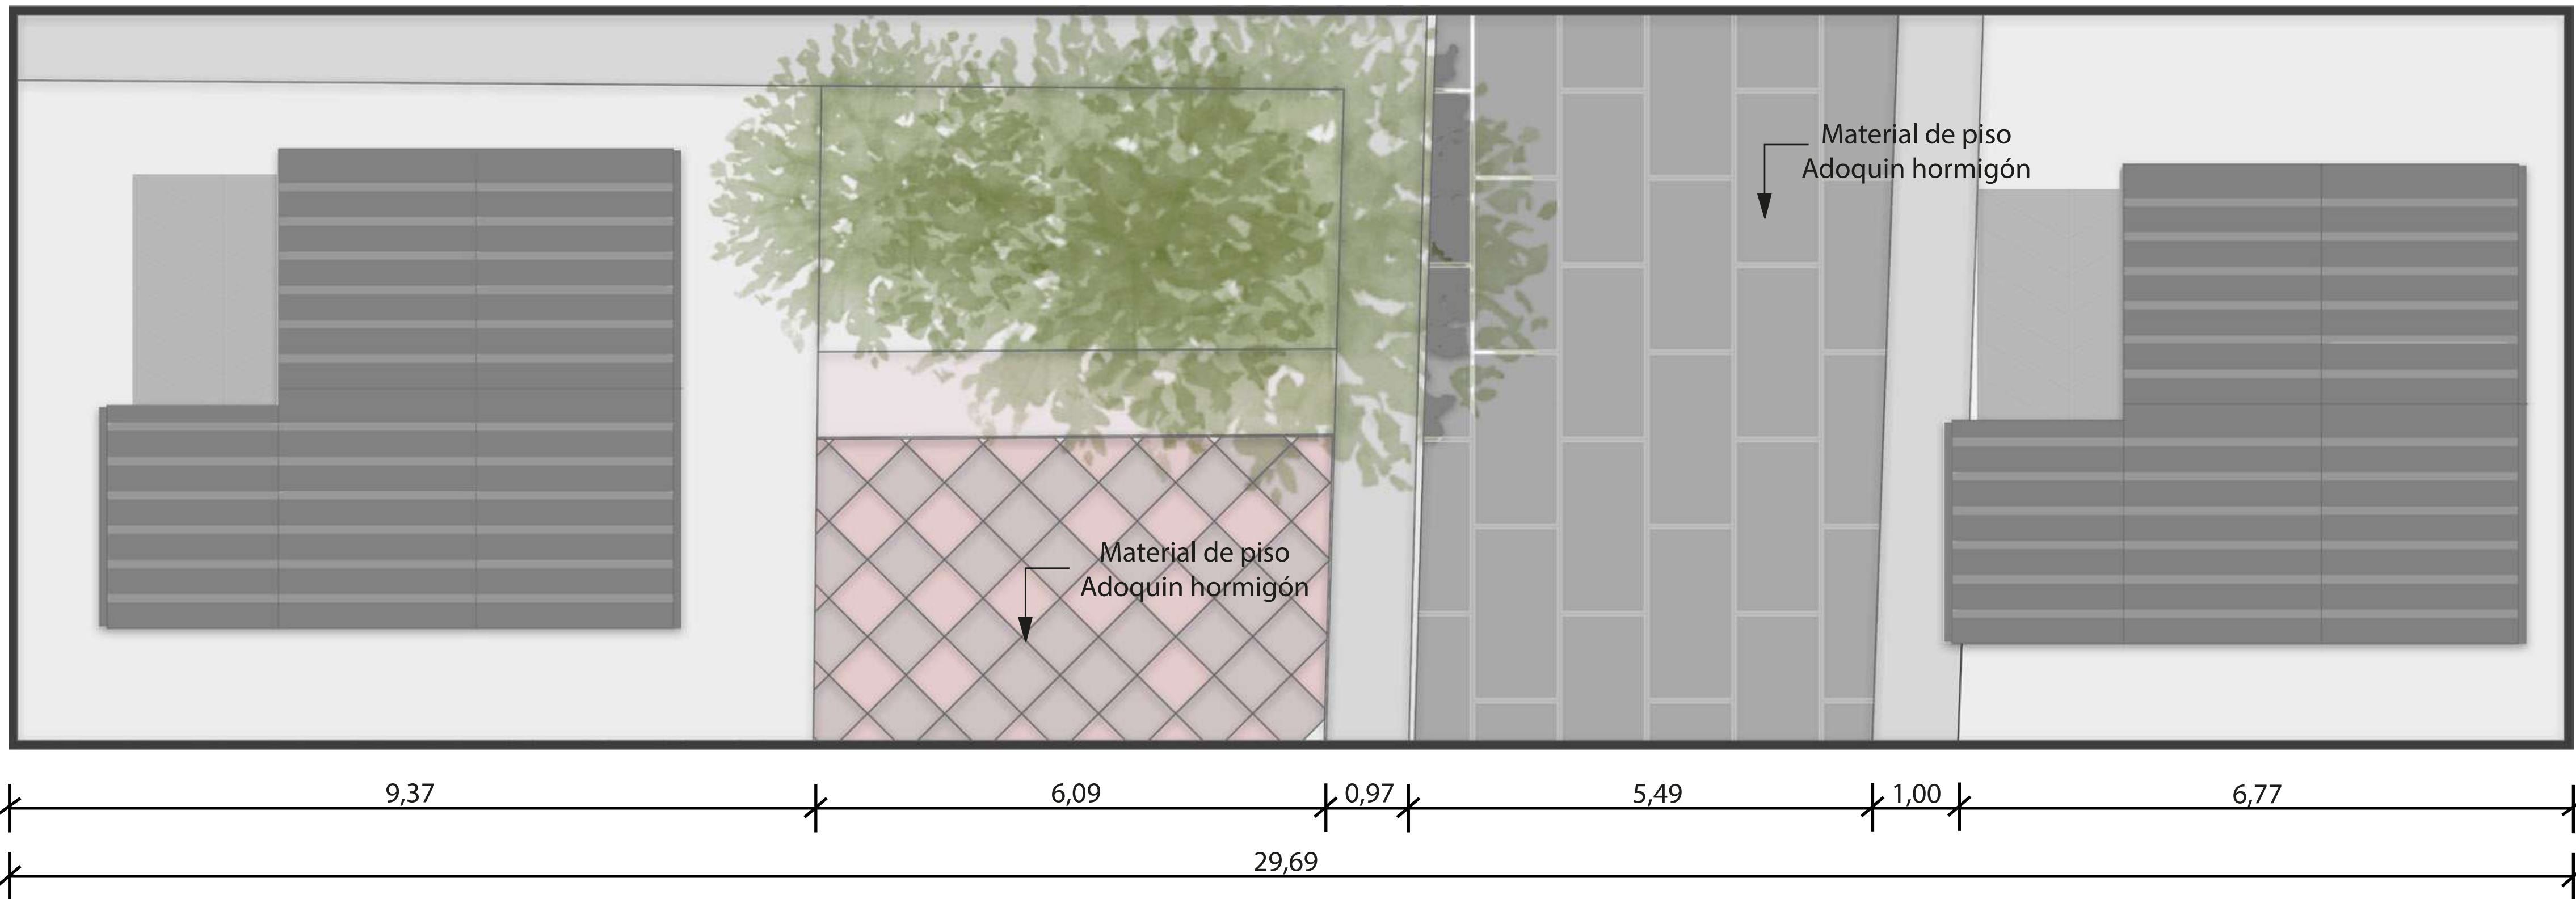 Material de piso
Adoquin hormigón
Material de piso
Adoquin hormigón
9,37
6,09
0,97
5,49
1,00
6,77
29,69